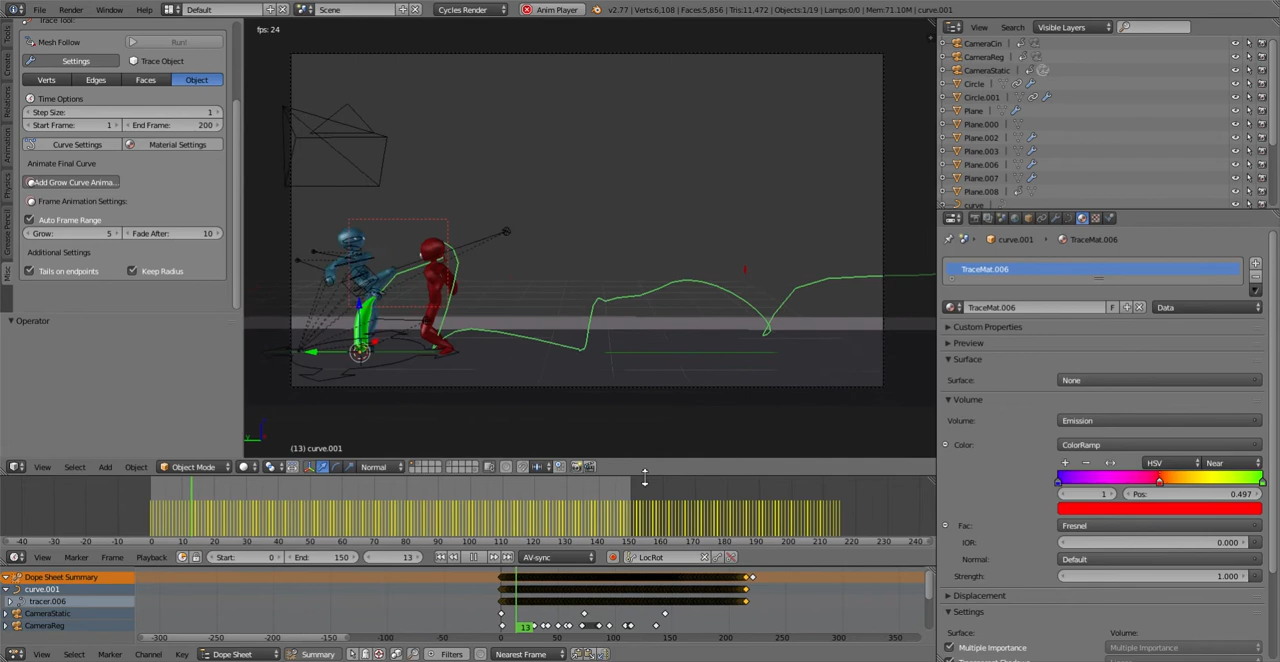 File Render Window Help Default Scene Cycles Render Anim Player v2.77 | Verts:6,108 | Faces:5,856 | Tris:11,472 | Objects:1/19 | Lamps:0/0 | Mem:71.10M | curve.001
Trace Tool:
Mesh Follow Run!
Settings Trace Object
Verts Edges Faces Object
Time Options
Step Size: 1
Start Frame: 1 End Frame: 200
Curve Settings Material Settings
Animate Final Curve
Add Grow Curve Anima...
Frame Animation Settings:
Auto Frame Range
Grow: 5 Fade After: 10
Additional Settings
Tails on endpoints Keep Radius
Operator
Tools
Create
Relations
Animation
Physics
Grease Pencil
Misc
fps: 24
(13) curve.001
View Select Add Object Object Mode Normal
-40 -30 -20 -10 0 10 20 30 40 50 60 70 80 90 100 110 120 130 140 150 160 170 180 190 200 210 220 230 240
View Marker Frame Playback Start: 0 End: 150 13 AV-sync LocRot
Dope Sheet Summary
curve.001
tracer.006
CameraStatic
CameraReg
13
-300 -250 -200 -150 -100 -50 0 50 100 150 200 250 300 350
View Select Marker Channel Key Dope Sheet Summary Filters Nearest Frame
View Search Visible Layers
CameraCin
CameraReg
CameraStatic
Circle
Circle.001
Plane
Plane.000
Plane.002
Plane.003
Plane.006
Plane.007
Plane.008
curve
curve.001 TraceMat.006
TraceMat.006
TraceMat.006 F Data
Custom Properties
Preview
Surface
Surface: None
Volume
Volume: Emission
Color: ColorRamp
HSV Near
1 Pos: 0.497
Fac: Fresnel
IOR: 0.000
Normal: Default
Strength: 1.000
Displacement
Settings
Surface: Volume:
Multiple Importance Multiple Importance